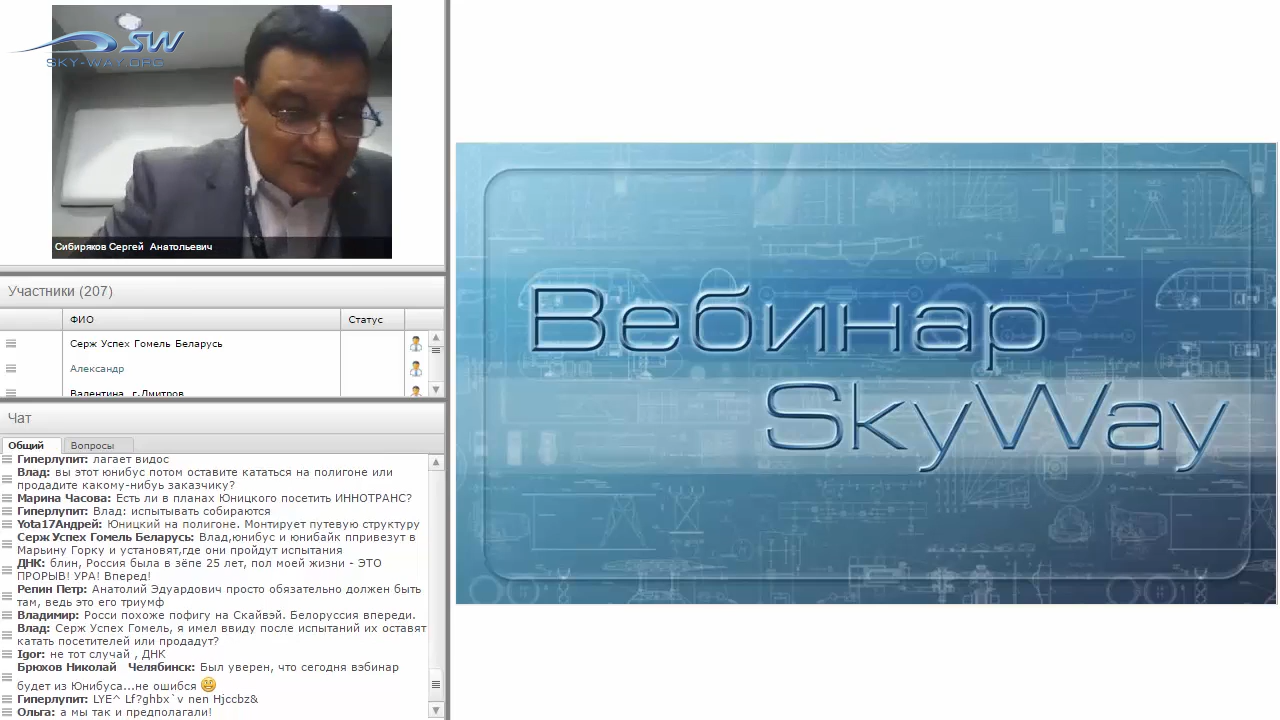 SW
SKY-WAY.ORG
Сибиряков Сергей Анатольевич
Участники (207)
ФИО
Статус
Серж Успех Гомель Беларусь
Александр
Валентина г.Дмитров
Чат
Общий
Вопросы
Гиперлупит: лагает видос
Влад: вы этот юнибус потом оставите кататься на полигоне или
продадите какому-нибуь заказчику?
Марина Часова: Есть ли в планах Юницкого посетить ИННОТРАНС?
Гиперлупит: Влад: испытывать собираются
Yota17Андрей: Юницкий на полигоне. Монтирует путевую структуру
Серж Успех Гомель Беларусь: Влад,юнибус и юнибайк ппривезут в
Марьину Горку и установят,где они пройдут испытания
ДНК: блин, Россия была в зёпе 25 лет, пол моей жизни - ЭТО
ПРОРЫВ! УРА! Вперед!
Репин Петр: Анатолий Эдуардович просто обязательно должен быть
там, ведь это его триумф
Владимир: Росси похоже пофигу на Скайвэй. Белоруссия впереди.
Влад: Серж Успех Гомель, я имел ввиду после испытаний их оставят
катать посетителей или продадут?
Igor: не тот случай , ДНК
Брюхов Николай Челябинск: Был уверен, что сегодня вэбинар
будет из Юнибуса...не ошибся
Гиперлупит: LYE^ Lf?ghbx`v nen Hjccbz&
Ольга: а мы так и предполагали!
Вебинар
SkyWay